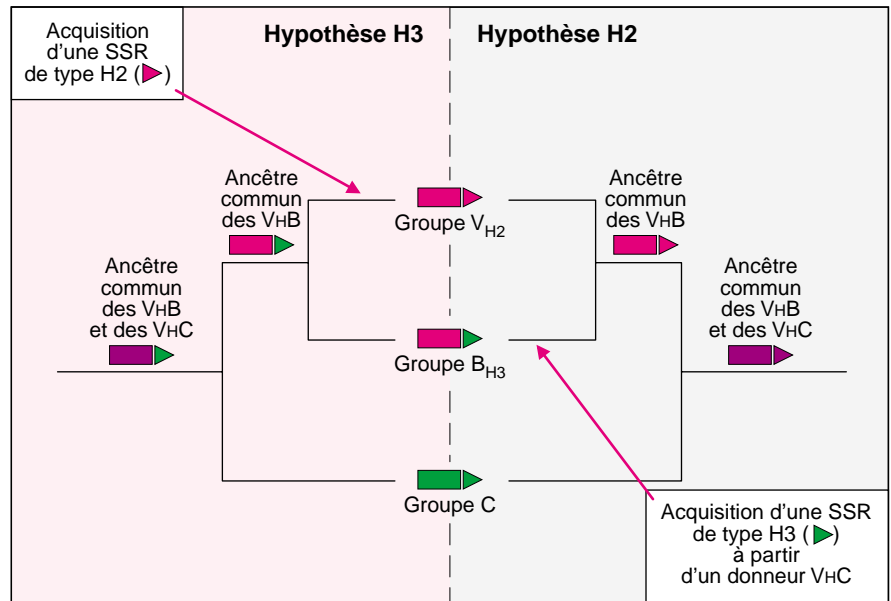 Acquisition
d'une SSR
de type H2 ( )
Hypothèse H3
Hypothèse H2
Ancêtre
commun
des VHB
Ancêtre
commun
des VHB
et des VHC
Groupe VH2
Groupe BH3
Groupe C
Ancêtre
commun
des VHB
Ancêtre
commun
des VHB
et des VHC
Acquisition d'une SSR
de type H3 ( )
à partir
d'un donneur VHC